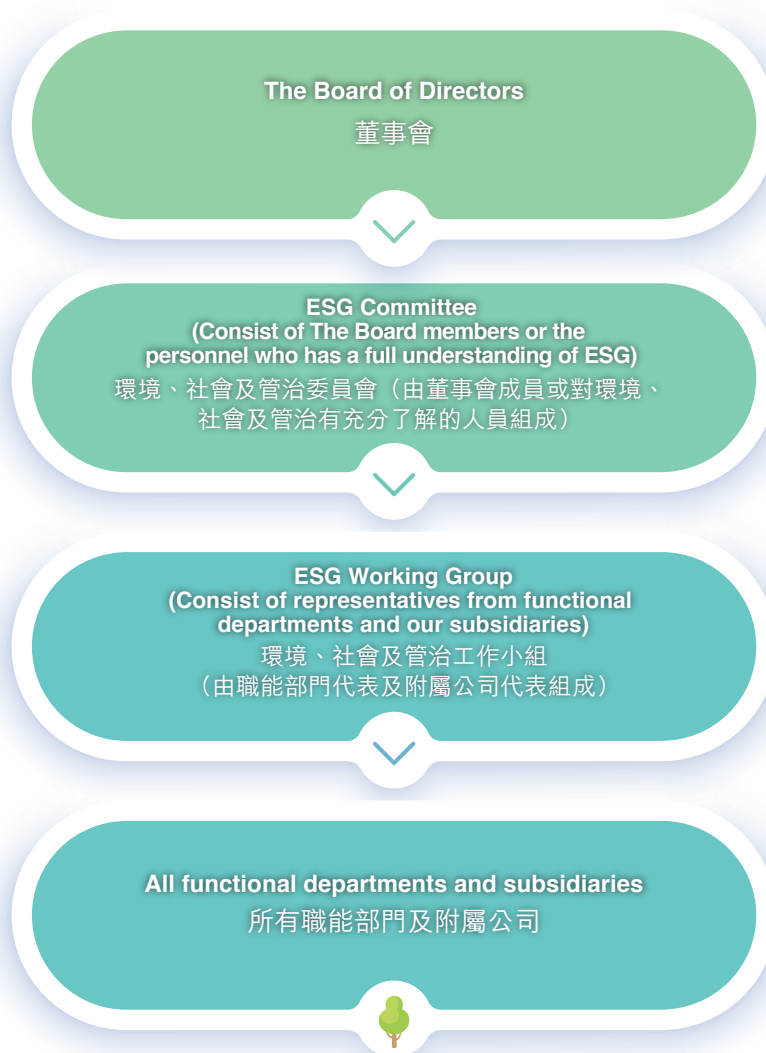 The Board of Directors
董事會
ESG Committee
(Consist of The Board members or the
personnel who has a full understanding of ESG)
環境、社會及管治委員會（由董事會成員或對環境、
社會及管治有充分了解的人員組成）
ESG Working Group
(Consist of representatives from functional
departments and our subsidiaries)
環境、社會及管治工作小組
（由職能部門代表及附屬公司代表組成）
All functional departments and subsidiaries
所有職能部門及附屬公司